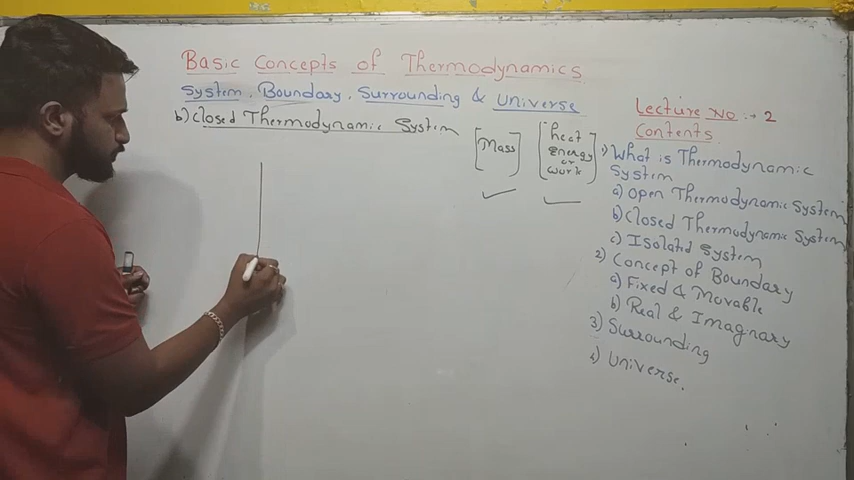 Basic Concepts of Thermodynamics
System, Boundary, Surrounding & Universe
b) Closed Thermodynamic System
[Mass]
[heat
Energy
or
work]
Lecture No :→ 2
Contents
1) What is Thermodynamic
System
a) Open Thermodynamic System
b) Closed Thermodynamic System
c) Isolated System
2) Concept of Boundary
a) Fixed & Movable
b) Real & Imaginary
3) Surrounding
4) Universe.